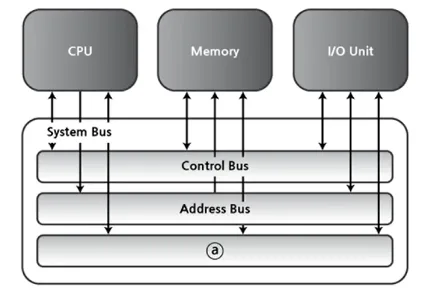 CPU
Memory
I/O Unit
System Bus
Control Bus
Address Bus
ⓐ